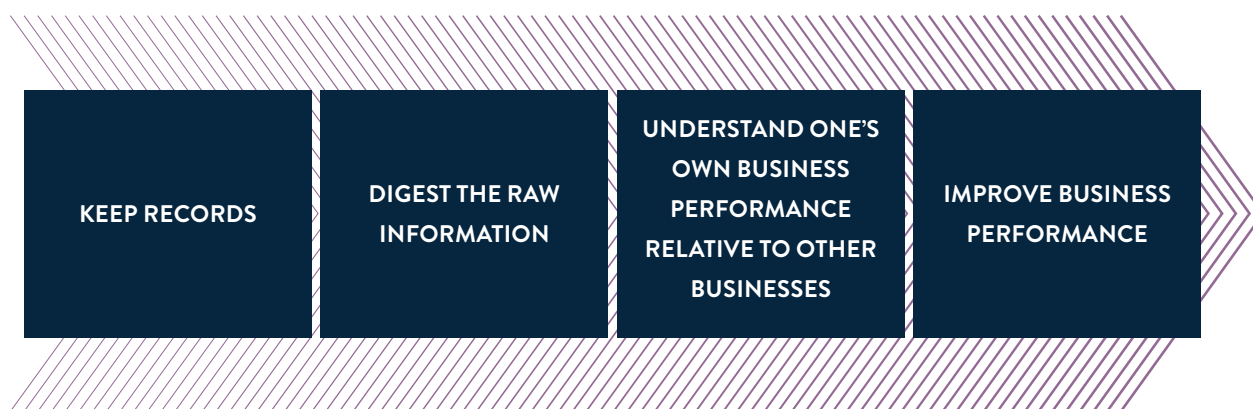 KEEP RECORDS
DIGEST THE RAW
INFORMATION
UNDERSTAND ONE’S
OWN BUSINESS
PERFORMANCE
RELATIVE TO OTHER
BUSINESSES
IMPROVE BUSINESS
PERFORMANCE